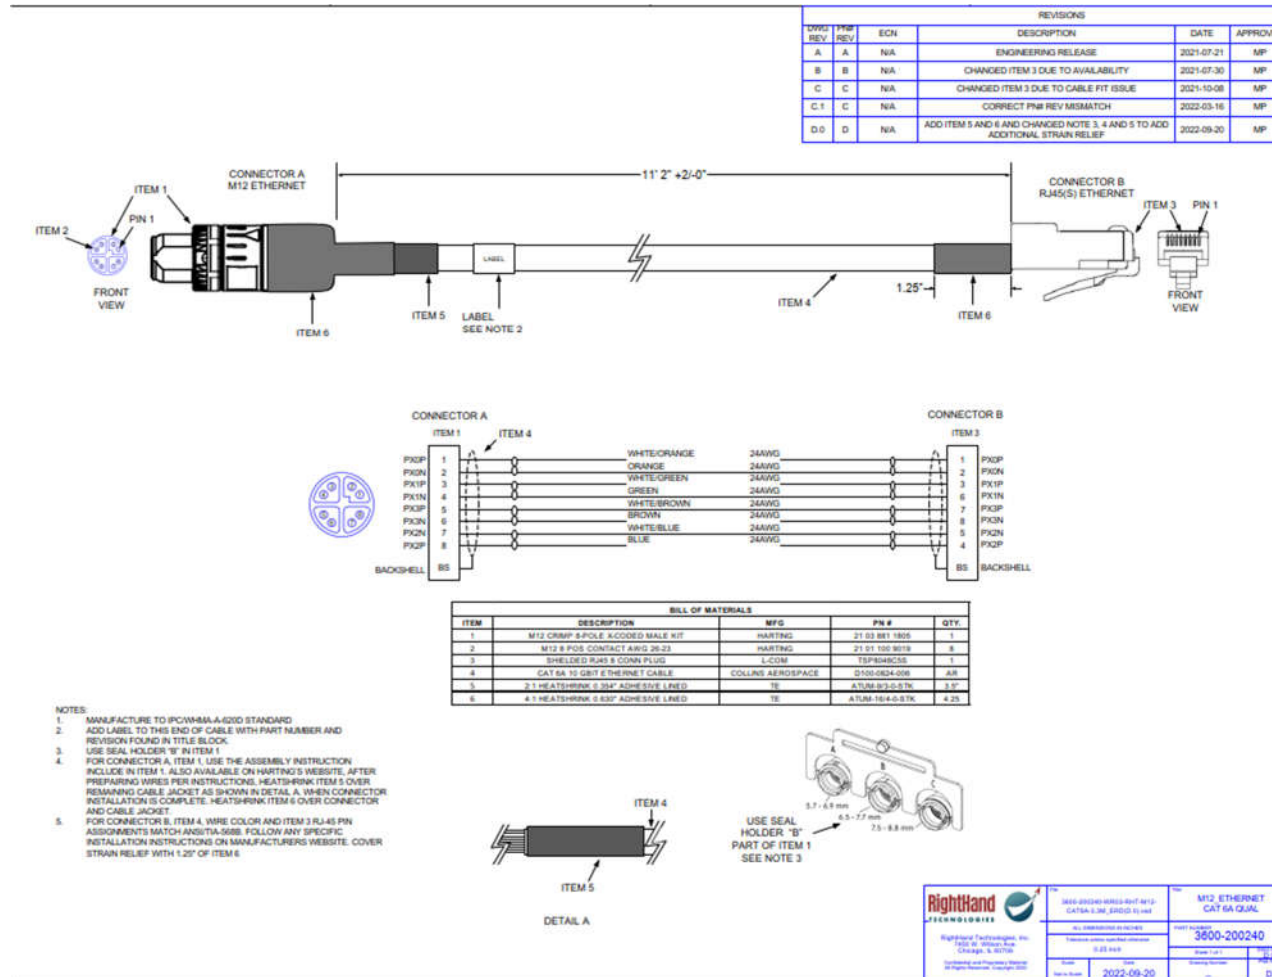 REVISIONS
DWG REV PN# REV ECN DESCRIPTION DATE APPROV
A A N/A ENGINEERING RELEASE 2021-07-21 MP
B B N/A CHANGED ITEM 3 DUE TO AVAILABILITY 2021-07-30 MP
C C N/A CHANGED ITEM 3 DUE TO CABLE FIT ISSUE 2021-10-08 MP
C.1 C N/A CORRECT PN# REV MISMATCH 2022-03-16 MP
D.0 D N/A ADD ITEM 5 AND 6 AND CHANGED NOTE 3, 4 AND 5 TO ADD
ADDITIONAL STRAIN RELIEF 2022-09-20 MP
CONNECTOR A
M12 ETHERNET
11' 2" +2/-0"
CONNECTOR B
RJ45(S) ETHERNET
ITEM 1
ITEM 2
PIN 1
FRONT
VIEW
ITEM 6
ITEM 5
LABEL
LABEL
SEE NOTE 2
ITEM 4
1.25"
ITEM 6
ITEM 3
PIN 1
FRONT
VIEW
CONNECTOR A
CONNECTOR B
ITEM 1
ITEM 4
ITEM 3
PX0P 1 WHITE/ORANGE 24AWG 1 PX0P
PX0N 2 ORANGE 24AWG 2 PX0N
PX1P 3 WHITE/GREEN 24AWG 3 PX1P
PX1N 4 GREEN 24AWG 6 PX1N
PX3P 5 WHITE/BROWN 24AWG 7 PX3P
PX3N 6 BROWN 24AWG 8 PX3N
PX2N 7 WHITE/BLUE 24AWG 5 PX2N
PX2P 8 BLUE 24AWG 4 PX2P
BACKSHELL BS BS BACKSHELL
BILL OF MATERIALS
ITEM DESCRIPTION MFG PN # QTY.
1 M12 CRIMP 8-POLE X-CODED MALE KIT HARTING 21 03 881 1805 1
2 M12 8 POS CONTACT AWG 26-23 HARTING 21 01 100 9019 8
3 SHIELDED RJ45 8 CONN PLUG L-COM 1
4 CAT 6A 10 GBIT ETHERNET CABLE COLLINS AEROSPACE D100-0824-006 AR
5 2:1 HEATSHRINK 0.354" ADHESIVE LINED TE ATUM-9/3-0-STK 3.5"
6 4:1 HEATSHRINK 0.630" ADHESIVE LINED TE ATUM-16/4-0-STK 4.25
NOTES:
1. MANUFACTURE TO IPC/WHMA-A-620D STANDARD
2. ADD LABEL TO THIS END OF CABLE WITH PART NUMBER AND
REVISION FOUND IN TITLE BLOCK.
3. USE SEAL HOLDER "B" IN ITEM 1
4. FOR CONNECTOR A, ITEM 1, USE THE ASSEMBLY INSTRUCTION
INCLUDE IN ITEM 1. ALSO AVAILABLE ON HARTING'S WEBSITE, AFTER
PREPAIRING WIRES PER INSTRUCTIONS, HEATSHRINK ITEM 5 OVER
REMAINING CABLE JACKET AS SHOWN IN DETAIL A. WHEN CONNECTOR
INSTALLATION IS COMPLETE. HEATSHRINK ITEM 6 OVER CONNECTOR
AND CABLE JACKET.
5. FOR CONNECTOR B, ITEM 4, WIRE COLOR AND ITEM 3 RJ-45 PIN
ASSIGNMENTS MATCH ANSI/TIA-568B. FOLLOW ANY SPECIFIC
INSTALLATION INSTRUCTIONS ON MANUFACTURERS WEBSITE. COVER
STRAIN RELIEF WITH 1.25" OF ITEM 6
ITEM 4
ITEM 5
DETAIL A
A
B
C
5.7 - 6.9 mm
6.5 - 7.7 mm
7.5 - 8.8 mm
USE SEAL
HOLDER "B"
PART OF ITEM 1
SEE NOTE 3
RightHand
TECHNOLOGIES
RightHand Technologies, Inc.
Chicago, IL 60706
ALL DIMENSIONS IN INCHES
M12_ETHERNET
CAT 6A QUAL
PART NUMBER
3600-200240
2022-09-20